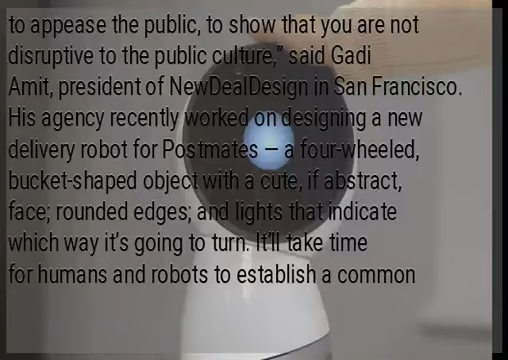 to appease the public, to show that you are not
disruptive to the public culture," said Gadi
Amit, president of NewDealDesign in San Francisco.
His agency recently worked on designing a new
delivery robot for Postmates — a four-wheeled,
bucket-shaped object with a cute, if abstract,
face; rounded edges; and lights that indicate
which way it's going to turn. It'll take time
for humans and robots to establish a common